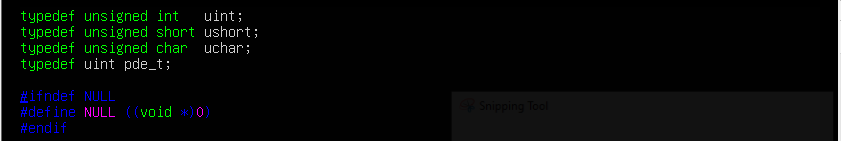 typedef unsigned int   uint;
typedef unsigned short ushort;
typedef unsigned char  uchar;
typedef uint pde_t;
#ifndef NULL
#define NULL ((void *)0)
#endif
Snipping Tool